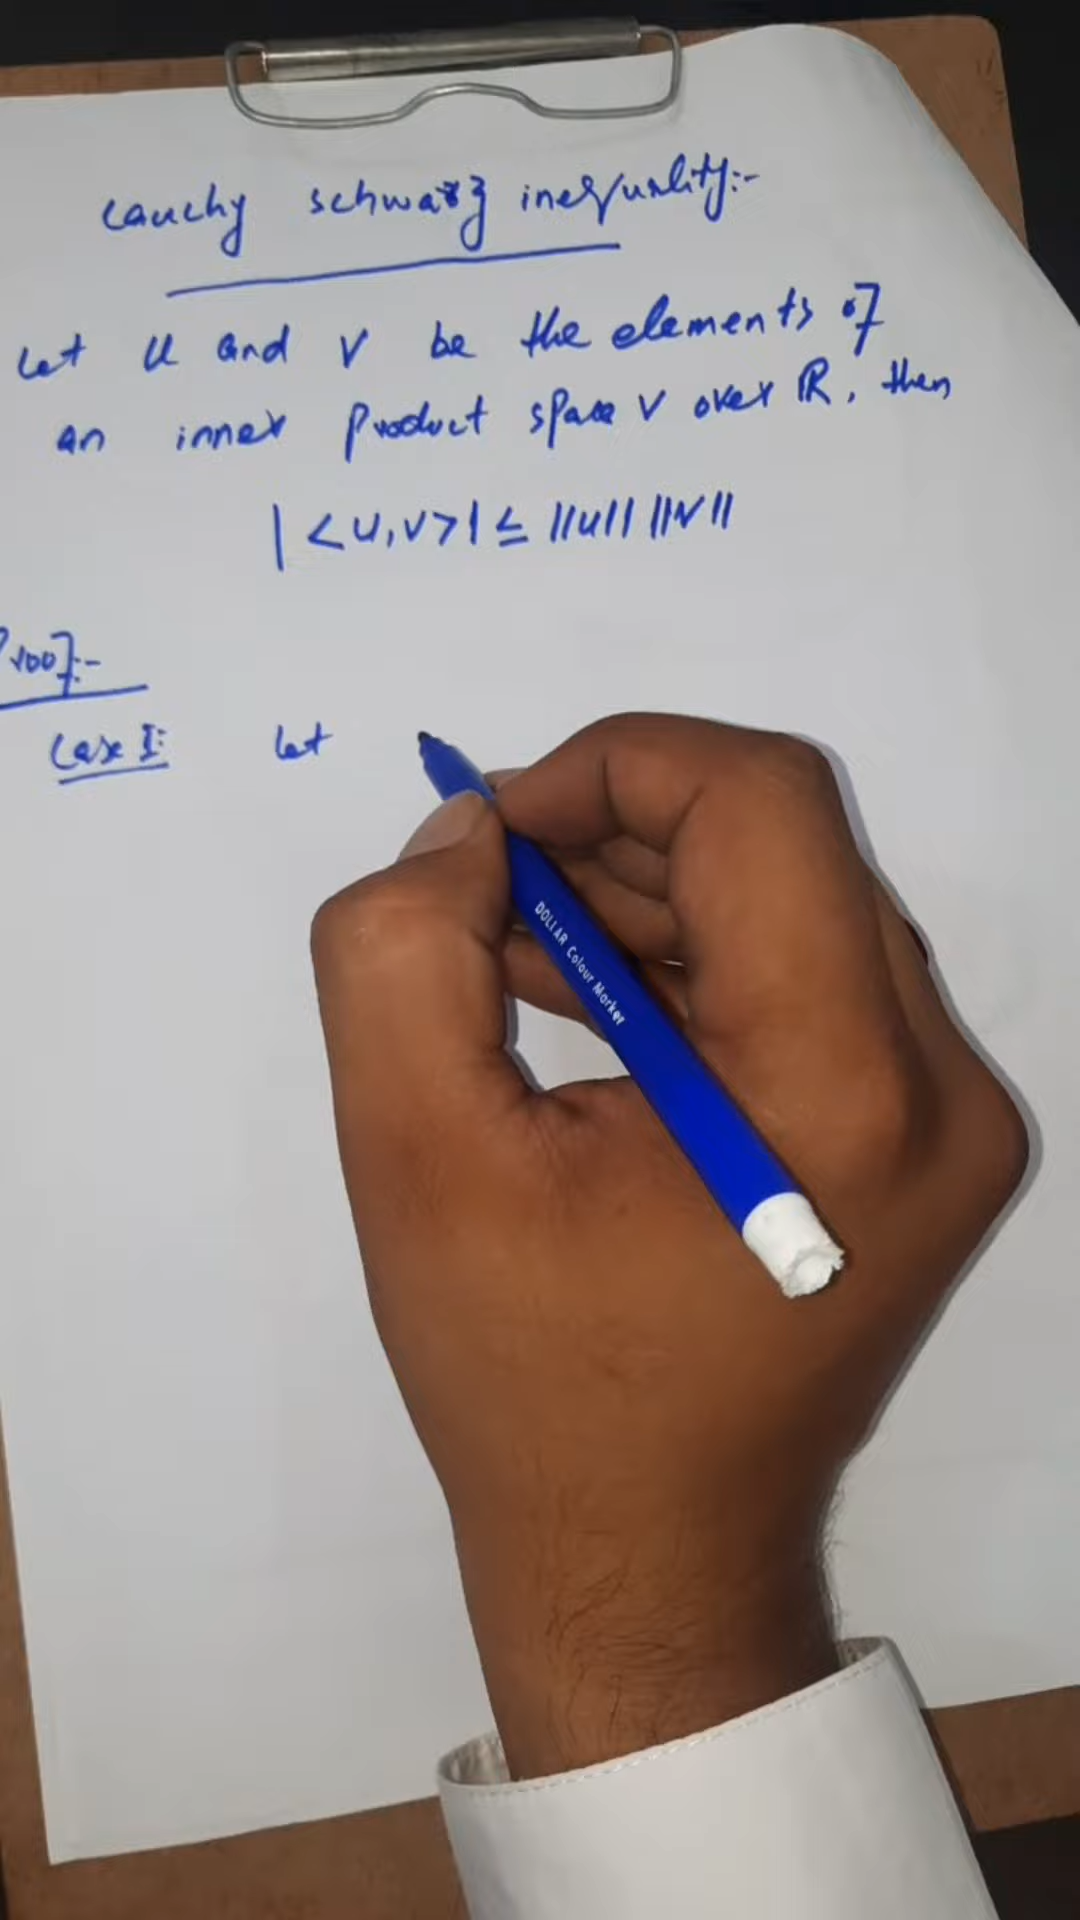 Cauchy schwarz inequality:-
Let u and v be the elements of
an inner product space V over ℝ, then
|<u,v>| ≤ ||u|| ||v||
Proof:-
Case I: Let
DOLLAR Colour Marker